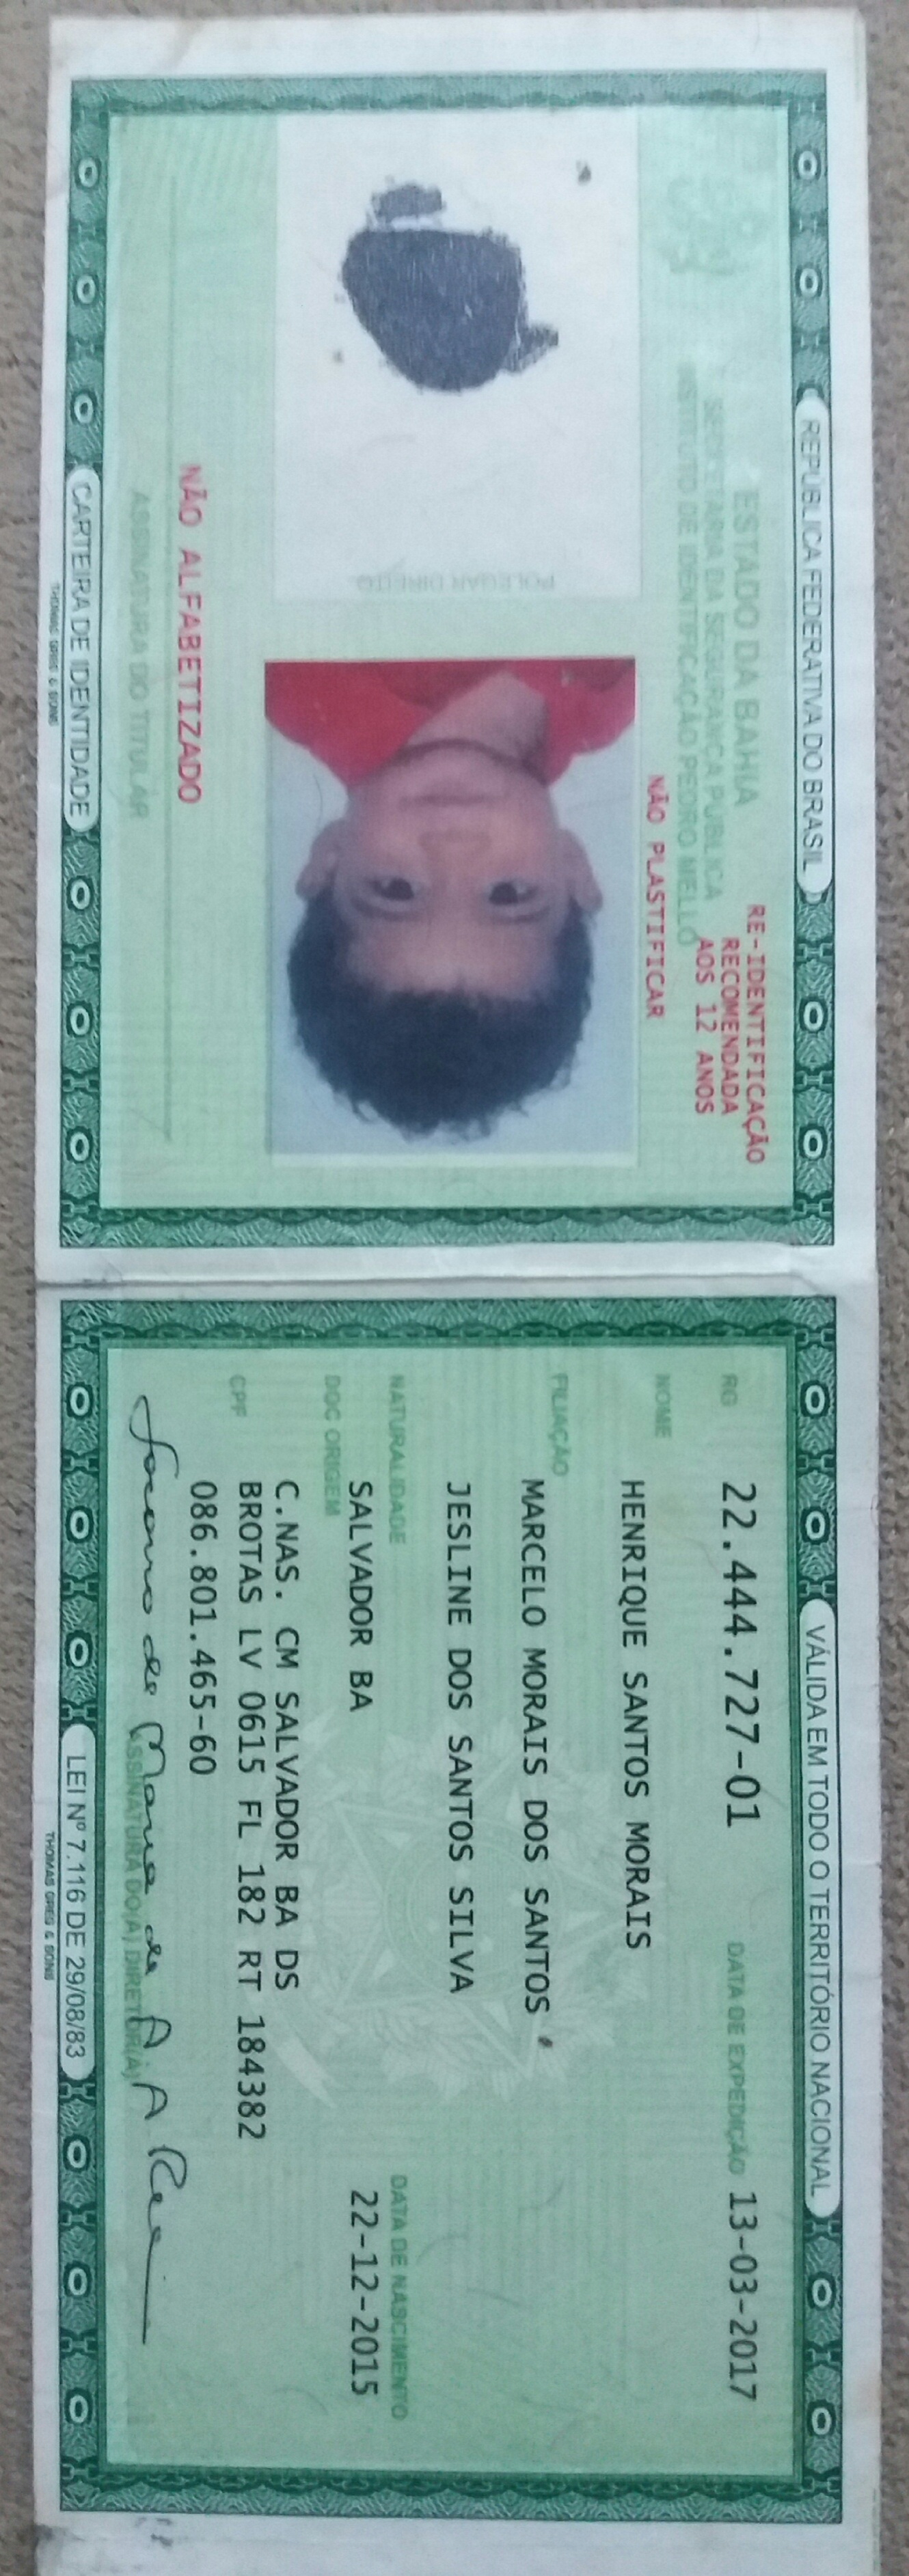 REPÚBLICA FEDERATIVA DO BRASIL
ESTADO DA BAHIA
SECRETARIA DA SEGURANÇA PÚBLICA
INSTITUTO DE IDENTIFICAÇÃO PEDRO MELLO
RE-IDENTIFICAÇÃO
RECOMENDADA
AOS 12 ANOS
NÃO PLASTIFICAR
POLEGAR DIREITO
NÃO ALFABETIZADO
ASSINATURA DO TITULAR
CARTEIRA DE IDENTIDADE
THOMAS GREG & SONS
VÁLIDA EM TODO O TERRITÓRIO NACIONAL
RG 22.444.727-01 DATA DE EXPEDIÇÃO 13-03-2017
NOME
HENRIQUE SANTOS MORAIS
FILIAÇÃO
MARCELO MORAIS DOS SANTOS
JESLINE DOS SANTOS SILVA
NATURALIDADE DATA DE NASCIMENTO
SALVADOR BA 22-12-2015
DOC ORIGEM
C.NAS. CM SALVADOR BA DS
BROTAS LV 0615 FL 182 RT 184382
CPF
086.801.465-60
ASSINATURA DO(A) DIRETOR(A)
LEI Nº 7.116 DE 29/08/83
THOMAS GREG & SONS